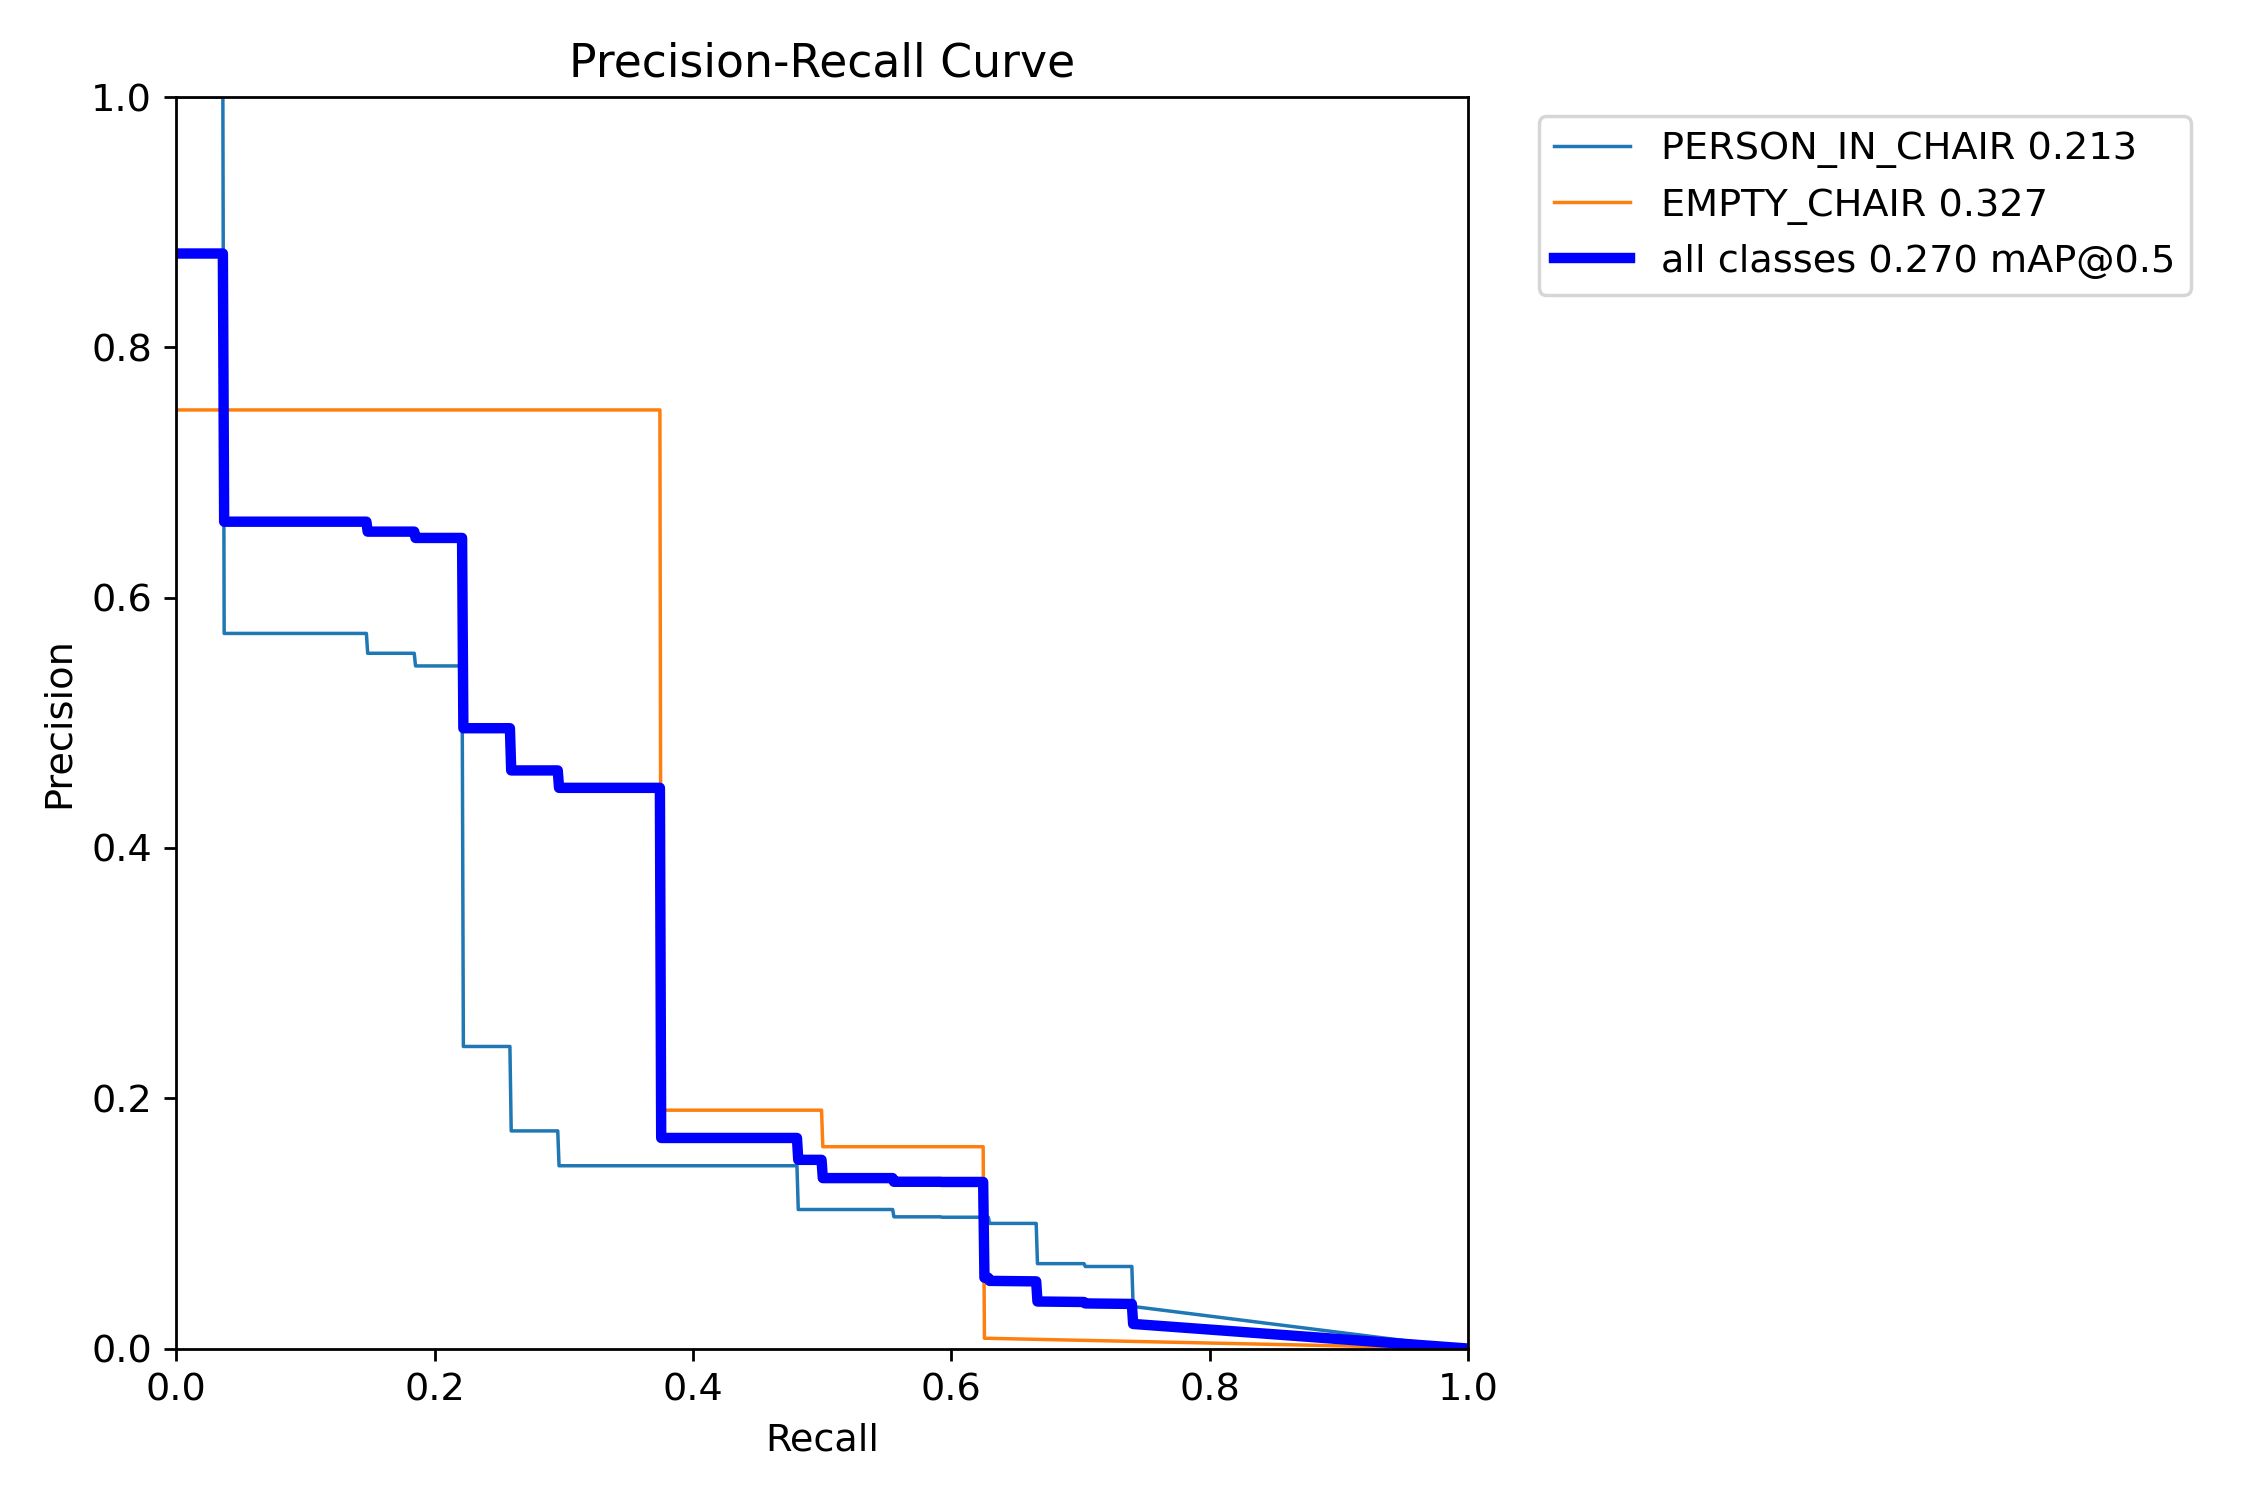 Precision-Recall Curve
PERSON_IN_CHAIR 0.213
EMPTY_CHAIR 0.327
all classes 0.270 mAP@0.5
Precision
1.0
0.8
0.6
0.4
0.2
0.0
0.0 0.2 0.4 0.6 0.8 1.0
Recall